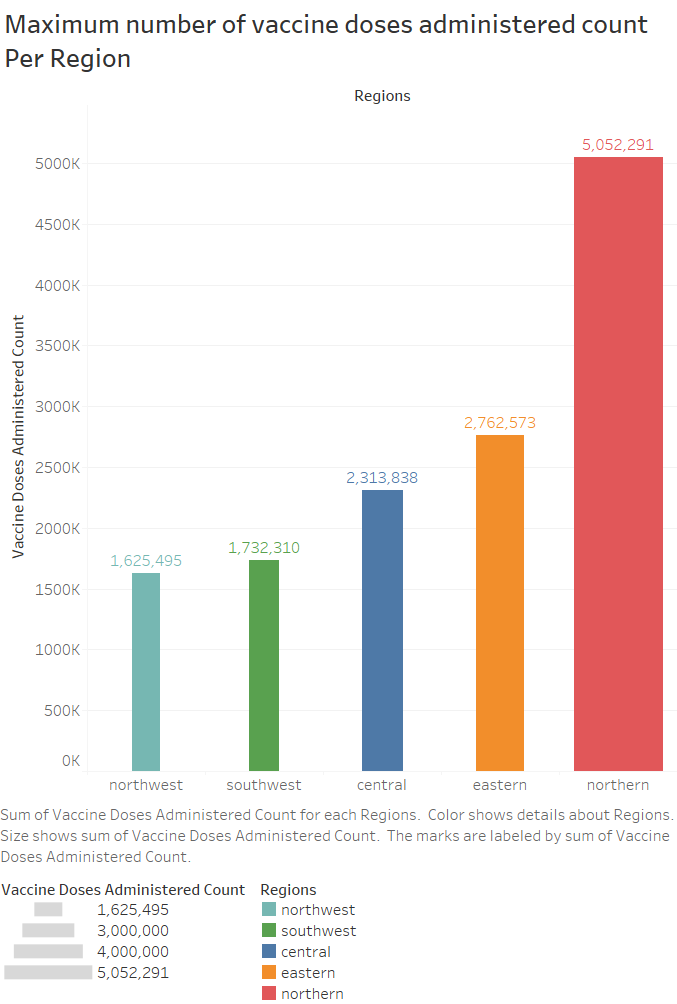 Maximum number of vaccine doses administered count
Per Region
Regions
5,052,291
5000K
4500K
4000K
3500K
3000K
2,762,573
2500K
2,313,838
2000K
1,732,310
1,625,495
1500K
1000K
500K
0K
Vaccine Doses Administered Count
northwest southwest central eastern northern
Sum of Vaccine Doses Administered Count for each Regions. Color shows details about Regions.
Size shows sum of Vaccine Doses Administered Count. The marks are labeled by sum of Vaccine
Doses Administered Count.
Vaccine Doses Administered Count
1,625,495
3,000,000
4,000,000
5,052,291
Regions
northwest
southwest
central
eastern
northern